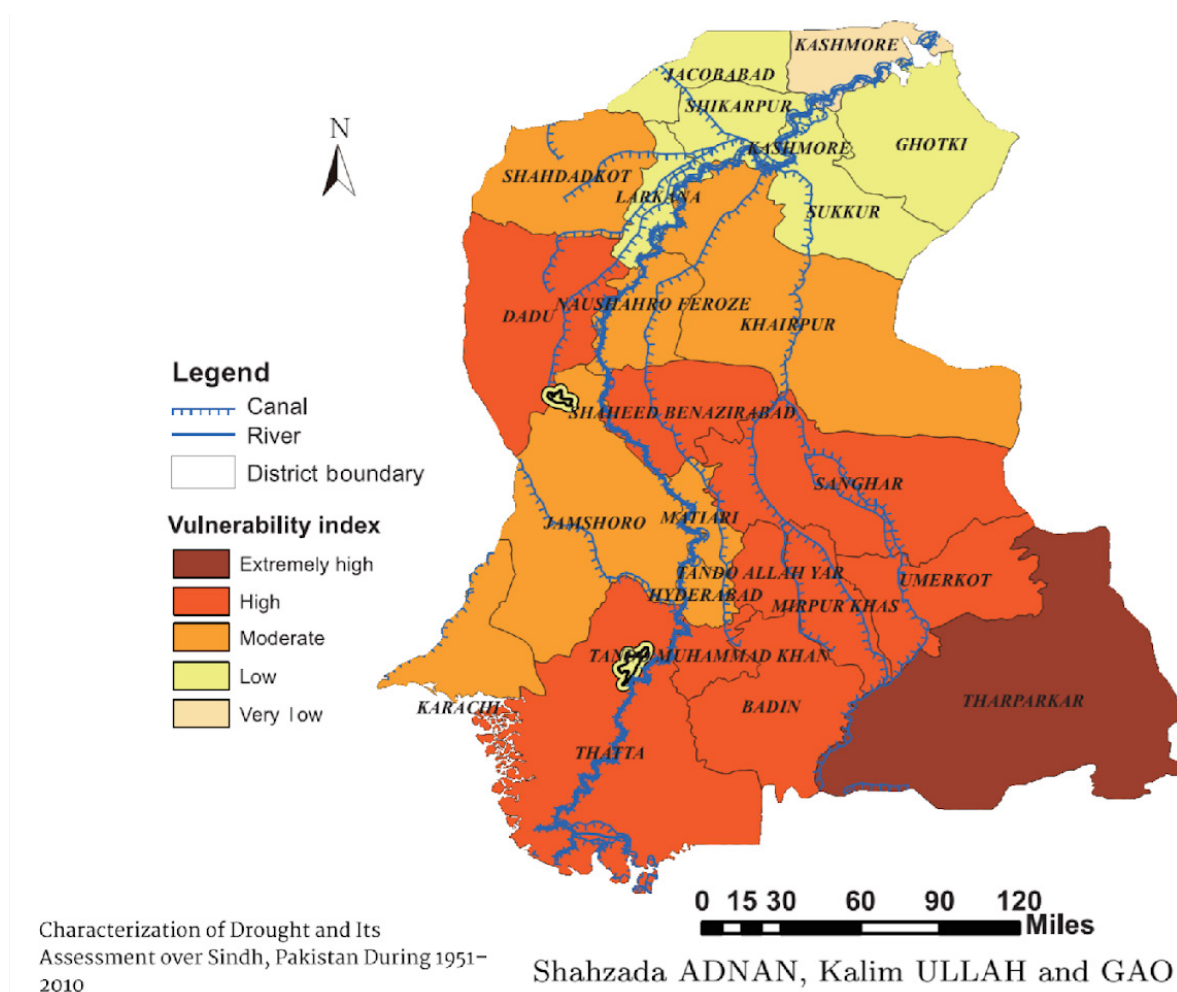 KASHMORE
JACOBABAD
SHIKARPUR
KASHMORE
GHOTKI
N
SHAHDADKOT
LARKANA
SUKKUR
DADU
NAUSHAHRO FEROZE
KHAIRPUR
Legend
Canal
River
District boundary
SHAHEED BENAZIRABAD
SANGHAR
JAMSHORO
MATIARI
Vulnerability index
Extremely high
High
Moderate
Low
Very low
TANDO ALLAH YAR
UMERKOT
HYDERABAD
MIRPUR KHAS
TANDO MUHAMMAD KHAN
KARACHI
BADIN
THARPARKAR
THATTA
0 15 30 60 90 120
Miles
Characterization of Drought and Its
Assessment over Sindh, Pakistan During 1951–
2010
Shahzada ADNAN, Kalim ULLAH and GAO